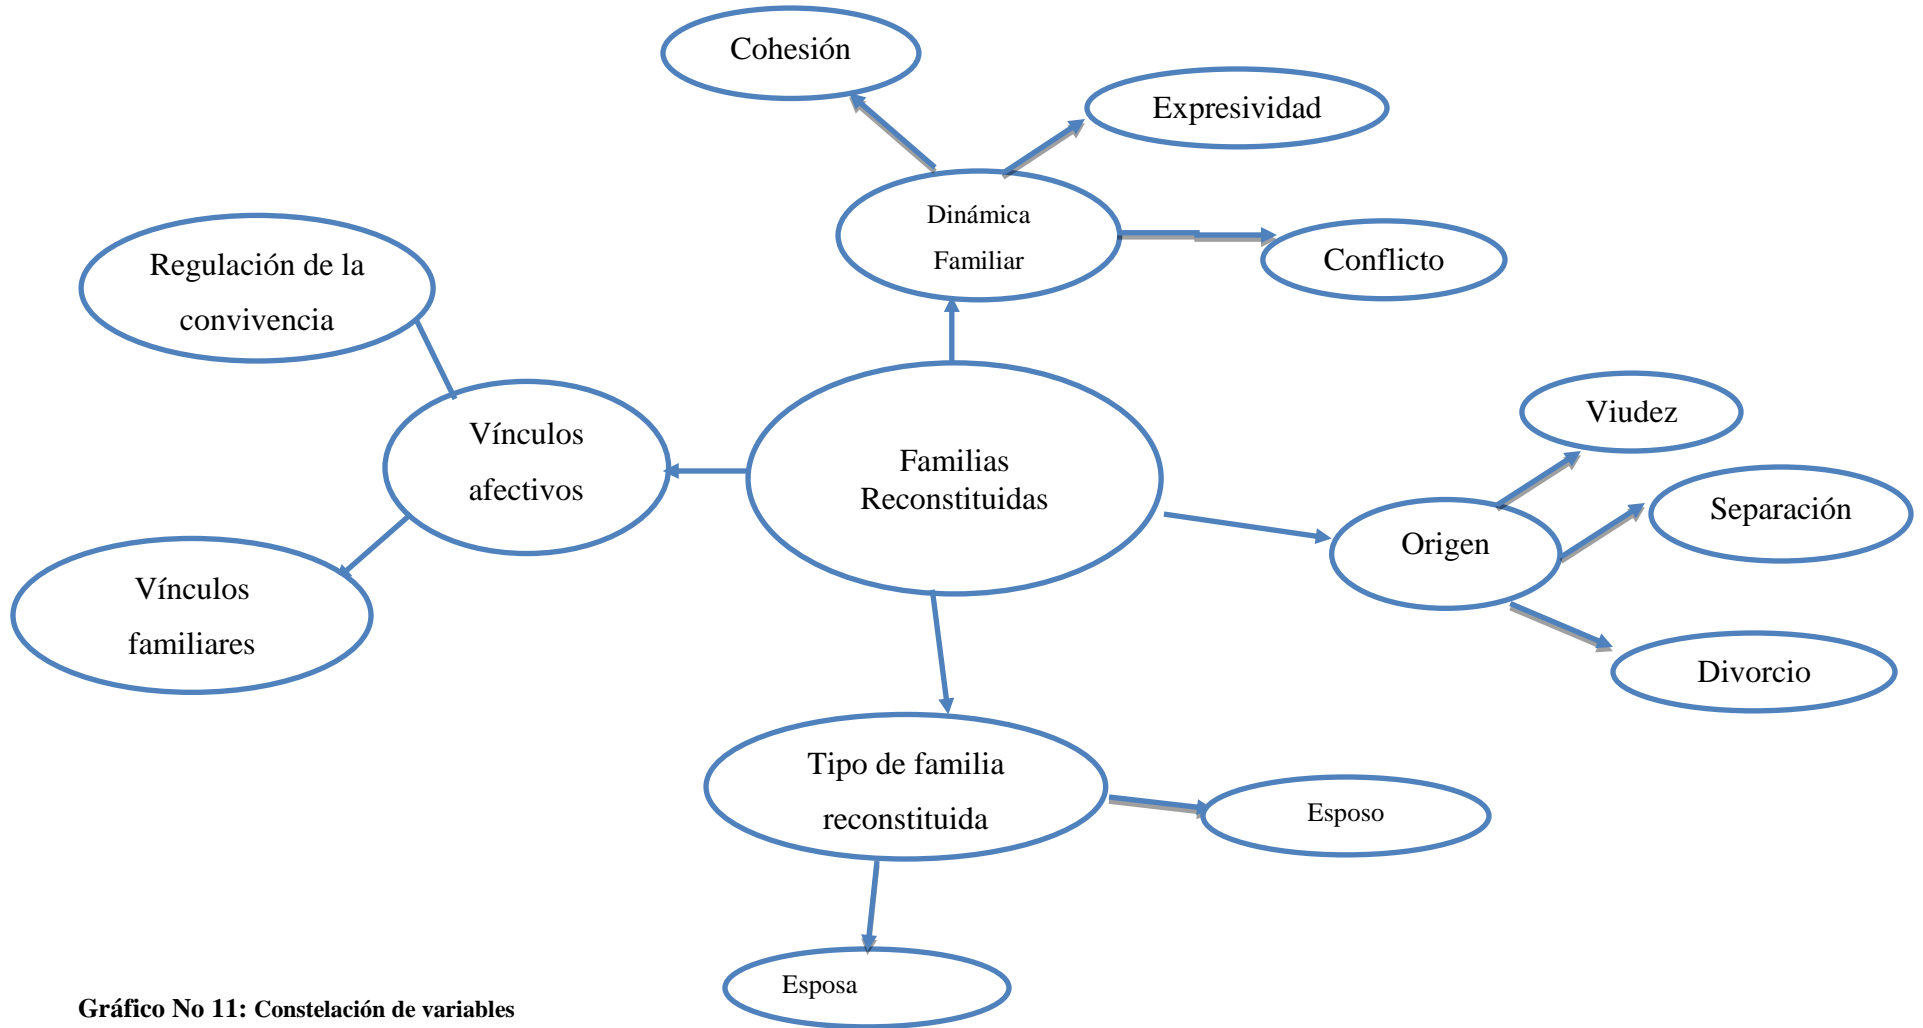 Cohesión
Expresividad
Dinámica
Familiar
Conflicto
Regulación de la
convivencia
Vínculos
afectivos
Vínculos
familiares
Familias
Reconstituidas
Viudez
Separación
Origen
Divorcio
Tipo de familia
reconstituida
Esposo
Esposa
Gráfico No 11: Constelación de variables